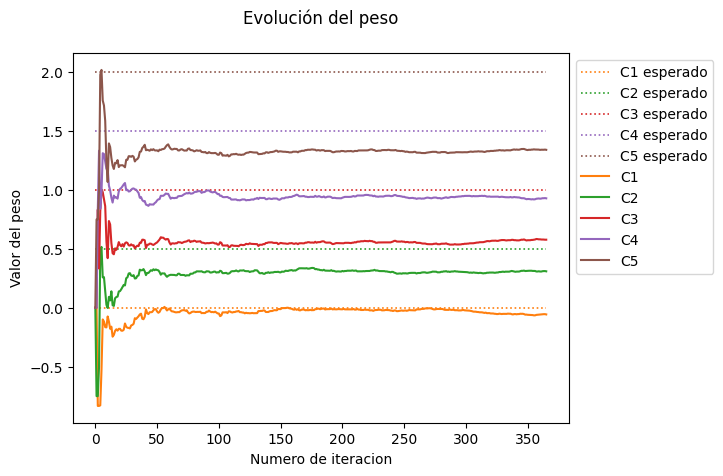 Evolución del peso
Valor del peso
2.0
1.5
1.0
0.5
0.0
−0.5
0 50 100 150 200 250 300 350
Numero de iteracion
C1 esperado
C2 esperado
C3 esperado
C4 esperado
C5 esperado
C1
C2
C3
C4
C5